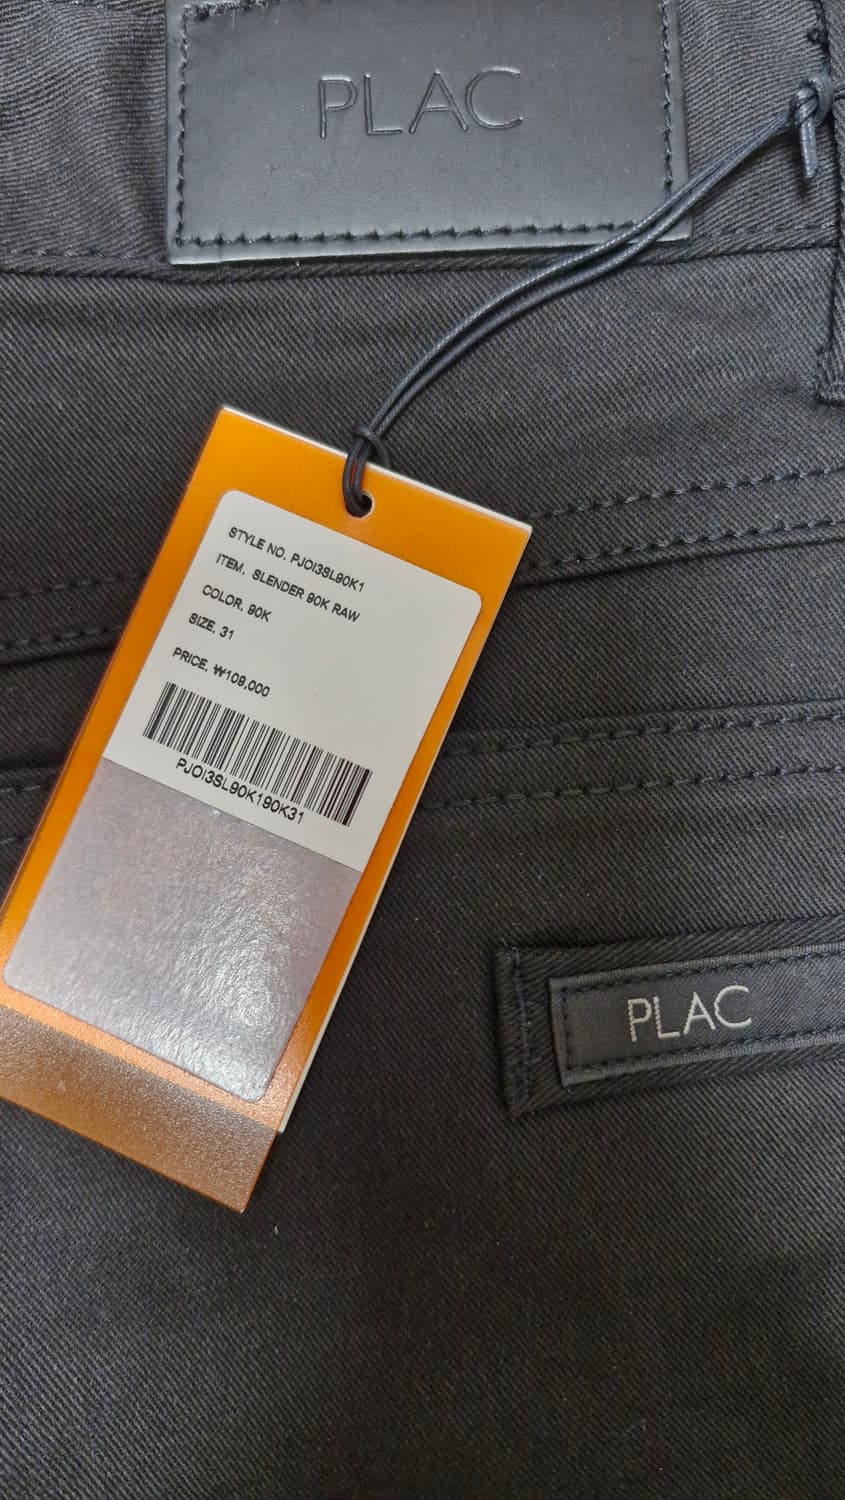 PLAC
STYLE NO. PJOI3SL90K1
ITEM. SLENDER 90K RAW
COLOR. 90K
SIZE. 31
PRICE. ₩109,000
PJOI3SL90K190K31
PLAC